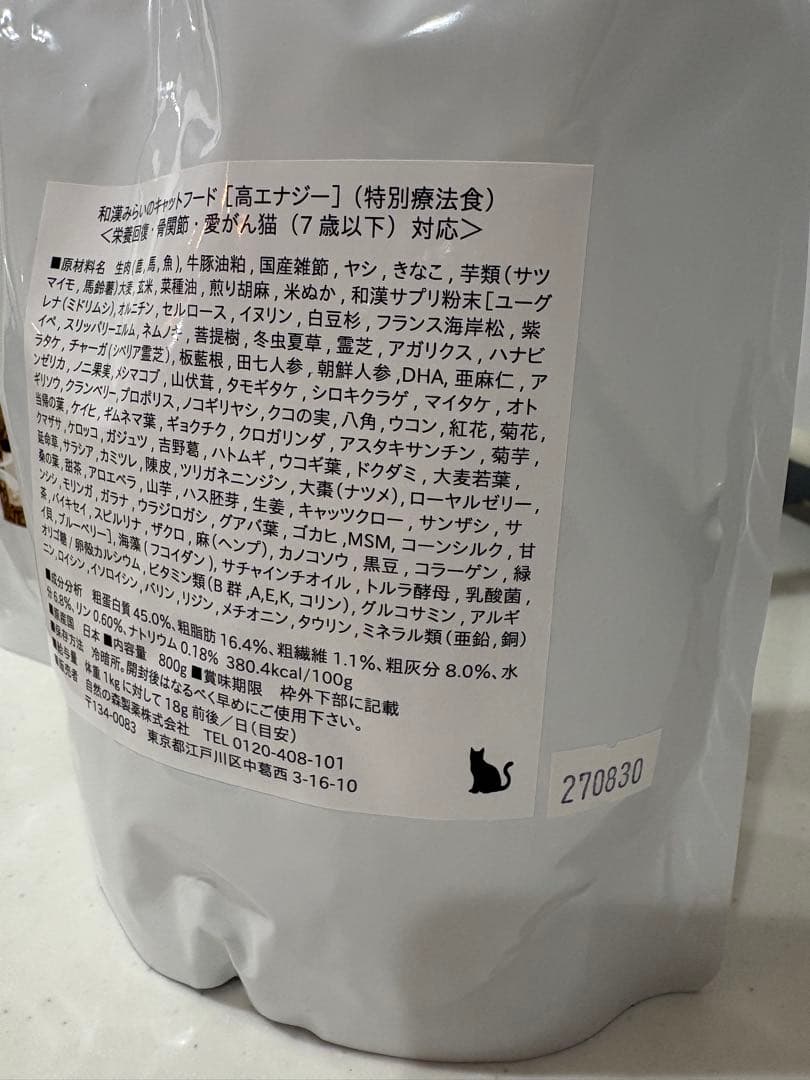 和漢みらいのキャットフード［高エナジー］（特別療法食）
＜栄養回復・骨関節・愛がん猫（7歳以下）対応＞
■原材料名 生肉(鹿,馬,魚),牛豚油粕,国産雑節,ヤシ,きなこ,芋類(サツ
マイモ,馬鈴薯)大麦,玄米,菜種油,煎り胡麻,米ぬか,和漢サプリ粉末[ユーグ
レナ(ミドリムシ),オルニチン,セルロース,イヌリン,白豆杉,フランス海岸松,紫
イペ,スリッパリーエルム,ネムノキ,菩提樹,冬虫夏草,霊芝,アガリクス,ハナビ
ラタケ,チャーガ(シベリア霊芝),板藍根,田七人参,朝鮮人参,DHA,亜麻仁,ア
ンゼリカ,ノニ果実,メシマコブ,山伏茸,タモギタケ,シロキクラゲ,マイタケ,オト
ギリソウ,クランベリー,プロポリス,ノコギリヤシ,クコの実,八角,ウコン,紅花,菊花,
当帰の葉,ケイヒ,ギムネマ葉,ギョクチク,クロガリンダ,アスタキサンチン,菊芋,
クマザサ,ケロッコ,ガジュツ,吉野葛,ハトムギ,ウコギ葉,ドクダミ,大麦若葉,
延命草,サラシア,カミツレ,陳皮,ツリガネニンジン,大棗(ナツメ),ローヤルゼリー,
桑の葉,甜茶,アロエベラ,山芋,ハス胚芽,生姜,キャッツクロー,サンザシ,サ
ンシシ,モリンガ,ガラナ,ウラジロガシ,グアバ葉,ゴカヒ,MSM,コーンシルク,甘
茶,バイキセイ,スピルリナ,ザクロ,麻(ヘンプ),カノコソウ,黒豆,コラーゲン,緑
イ貝,ブルーベリー],海藻(フコイダン),サチャインチオイル,トルラ酵母,乳酸菌,
オリゴ糖/卵殻カルシウム,ビタミン類(B群,A,E,K,コリン),グルコサミン,アルギ
ニン,ロイシン,イソロイシン,バリン,リジン,メチオニン,タウリン,ミネラル類(亜鉛,銅)
■成分分析 粗蛋白質45.0%、粗脂肪16.4%、粗繊維1.1%、粗灰分8.0%、水
分6.8%、リン0.60%、ナトリウム0.18% 380.4kcal/100g
■原産国 日本 ■内容量 800g ■賞味期限 枠外下部に記載
■保存方法 冷暗所。開封後はなるべく早めにご使用下さい。
■給与量 体重1kgに対して18g前後／日(目安)
■販売者 自然の森製薬株式会社 TEL 0120-408-101
〒134-0083 東京都江戸川区中葛西3-16-10
270830